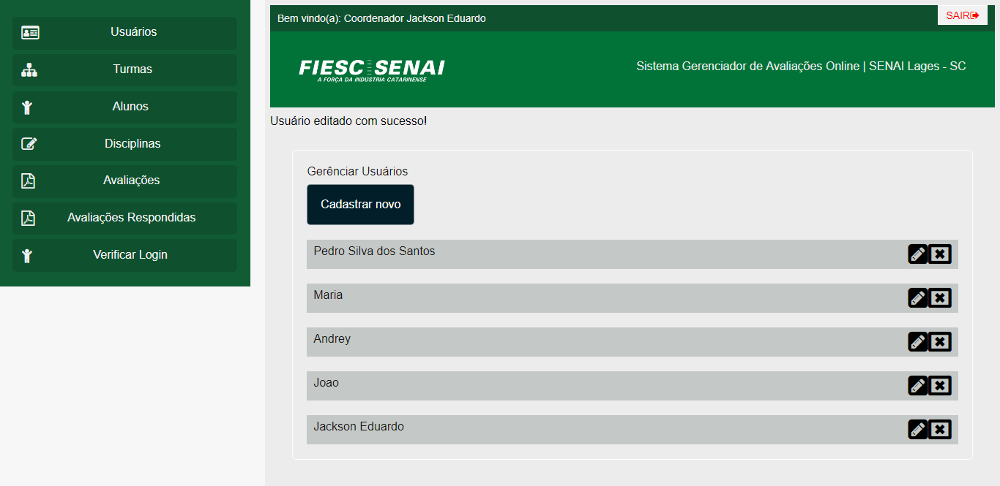 Usuários
Turmas
Alunos
Disciplinas
Avaliações
Avaliações Respondidas
Verificar Login
Bem vindo(a): Coordenador Jackson Eduardo
SAIR
FIESC SENAI
A FORÇA DA INDÚSTRIA CATARINENSE
Sistema Gerenciador de Avaliações Online | SENAI Lages - SC
Usuário editado com sucesso!
Gerênciar Usuários
Cadastrar novo
Pedro Silva dos Santos
Maria
Andrey
Joao
Jackson Eduardo